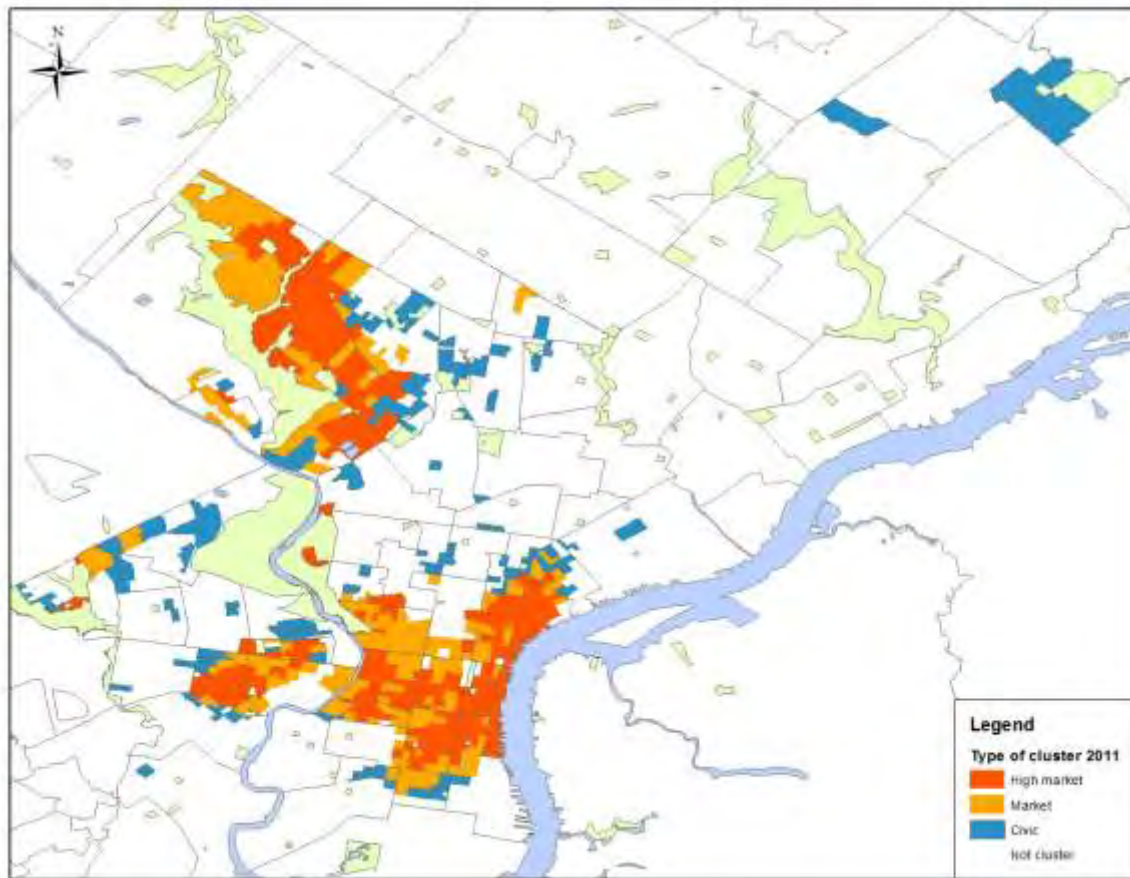 N
Legend
Type of cluster 2011
High market
Market
Civic
Not cluster